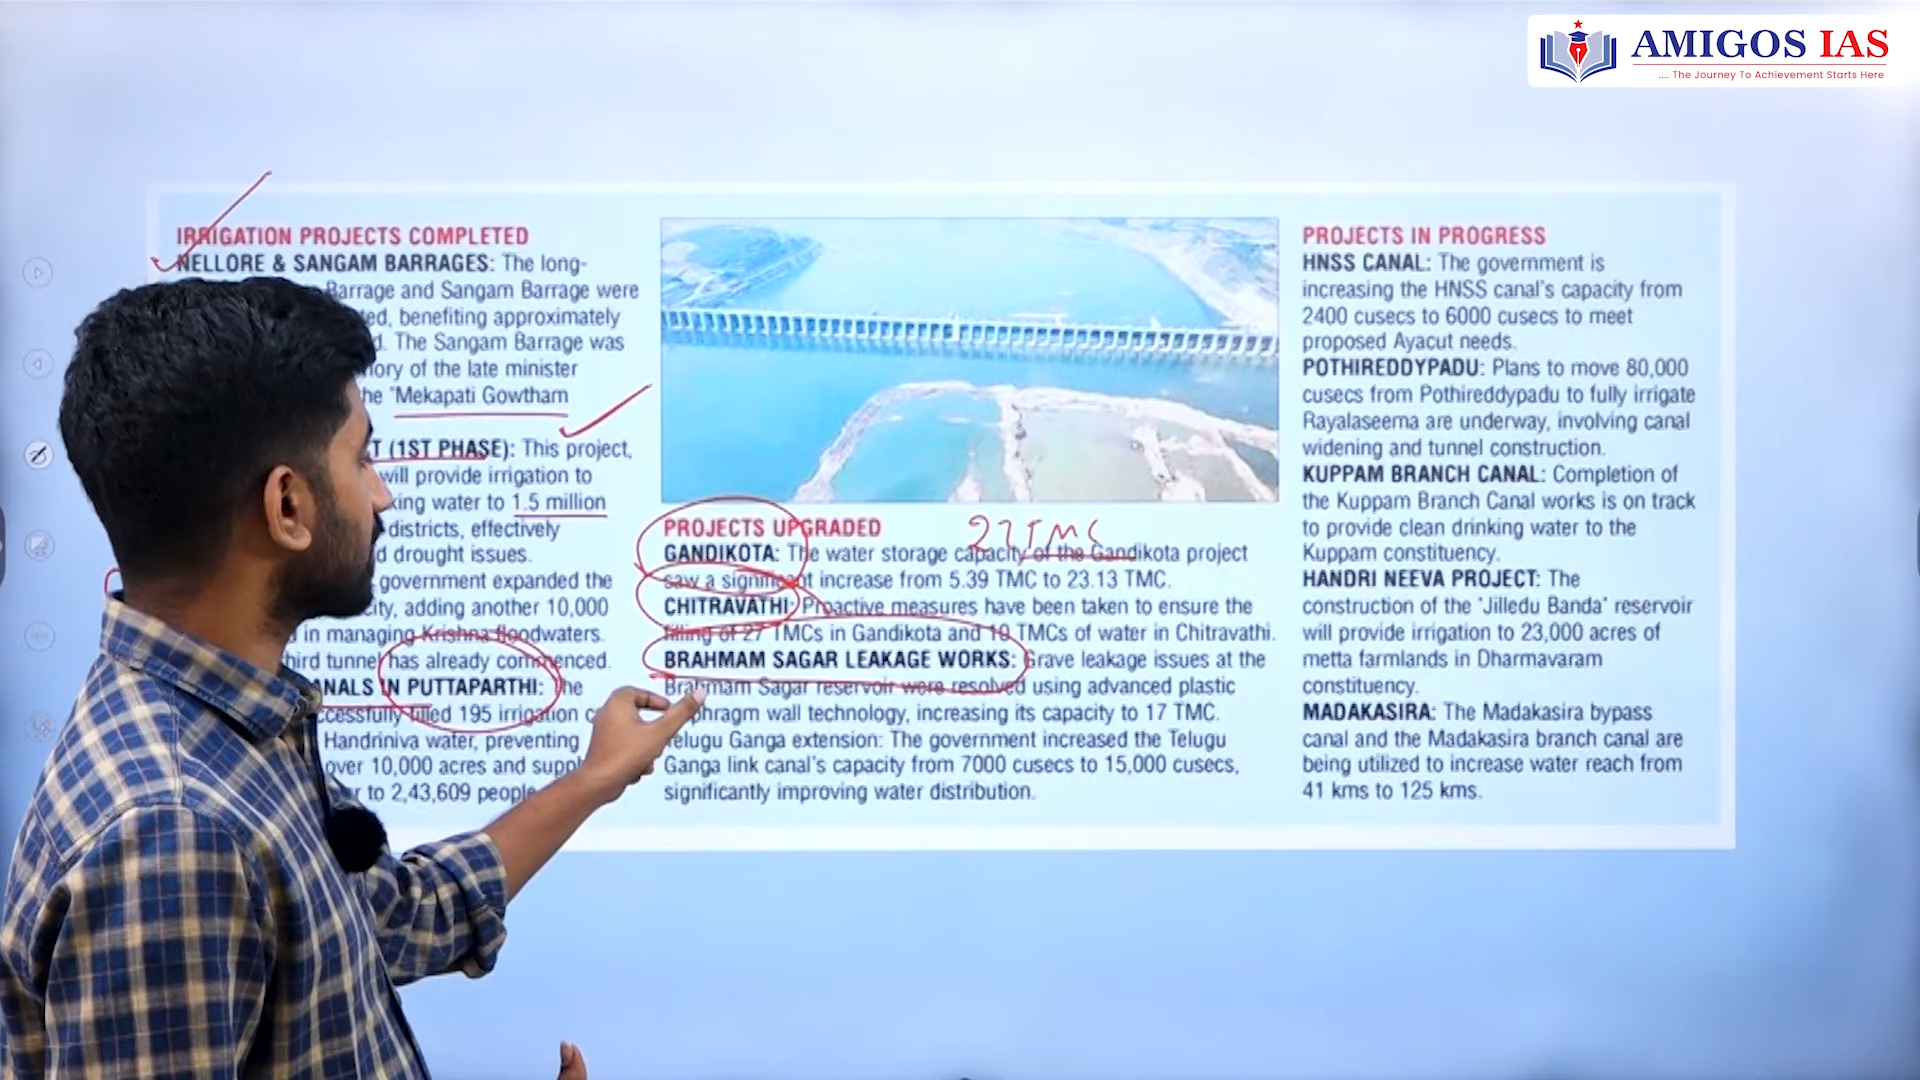 AMIGOS IAS
.... The Journey To Achievement Starts Here
IRRIGATION PROJECTS COMPLETED
NELLORE & SANGAM BARRAGES: The long-
Barrage and Sangam Barrage were
ed, benefiting approximately
d. The Sangam Barrage was
ory of the late minister
he "Mekapati Gowtham
T (1ST PHASE): This project,
will provide irrigation to
king water to 1.5 million
districts, effectively
d drought issues.
government expanded the
city, adding another 10,000
in managing Krishna floodwaters.
hird tunnel has already commenced.
ANALS IN PUTTAPARTHI: The
ccessfully filled 195 irrigation
Handriniva water, preventing
over 10,000 acres and suppl
r to 2,43,609 people
27 TMC
PROJECTS UPGRADED
GANDIKOTA: The water storage capacity of the Gandikota project
saw a significant increase from 5.39 TMC to 23.13 TMC.
CHITRAVATHI: Proactive measures have been taken to ensure the
filling of 27 TMCs in Gandikota and 10 TMCs of water in Chitravathi.
BRAHMAM SAGAR LEAKAGE WORKS: Grave leakage issues at the
Brahmam Sagar reservoir were resolved using advanced plastic
phragm wall technology, increasing its capacity to 17 TMC.
Telugu Ganga extension: The government increased the Telugu
Ganga link canal's capacity from 7000 cusecs to 15,000 cusecs,
significantly improving water distribution.
PROJECTS IN PROGRESS
HNSS CANAL: The government is
increasing the HNSS canal's capacity from
2400 cusecs to 6000 cusecs to meet
proposed Ayacut needs.
POTHIREDDYPADU: Plans to move 80,000
cusecs from Pothireddypadu to fully irrigate
Rayalaseema are underway, involving canal
widening and tunnel construction.
KUPPAM BRANCH CANAL: Completion of
the Kuppam Branch Canal works is on track
to provide clean drinking water to the
Kuppam constituency.
HANDRI NEEVA PROJECT: The
construction of the 'Jilledu Banda' reservoir
will provide irrigation to 23,000 acres of
metta farmlands in Dharmavaram
constituency.
MADAKASIRA: The Madakasira bypass
canal and the Madakasira branch canal are
being utilized to increase water reach from
41 kms to 125 kms.